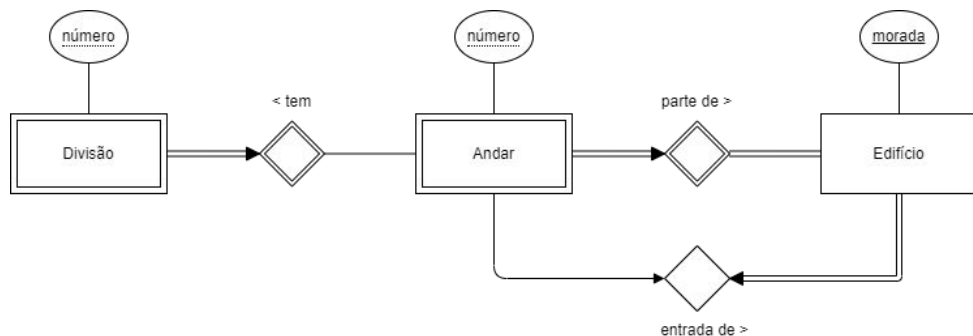 número
número
morada
< tem
parte de >
Divisão
Andar
Edifício
entrada de >